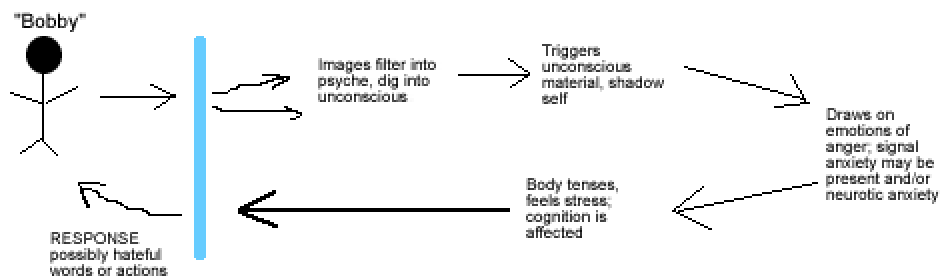 "Bobby"
Images filter into
psyche, dig into
unconscious
Triggers
unconscious
material, shadow
self
Draws on
emotions of
anger; signal
anxiety may be
present and/or
neurotic anxiety
Body tenses,
feels stress;
cognition is
affected
RESPONSE
possibly hateful
words or actions